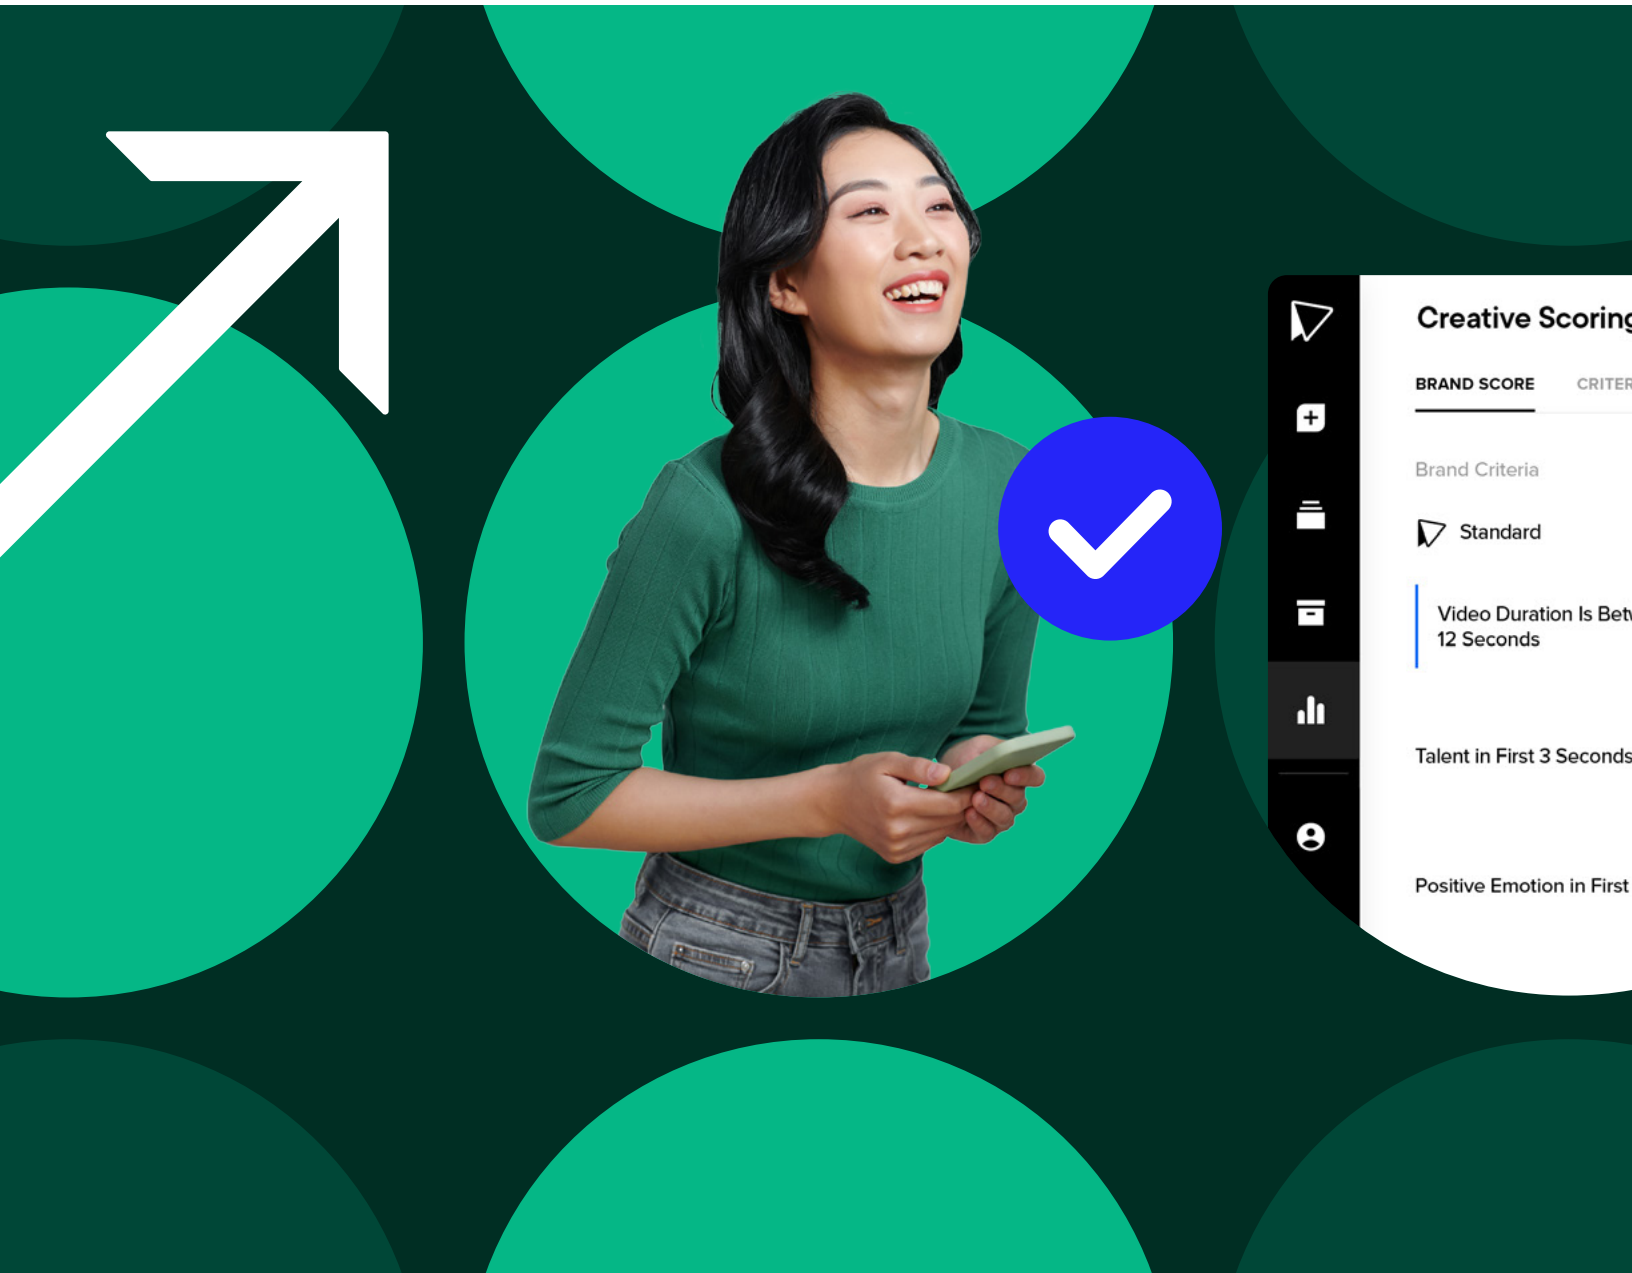 Creative Scoring
BRAND SCORE
Brand Criteria
Standard
Video Duration Is
12 Seconds
Talent in First 3 Seconds
Positive Emotion in First